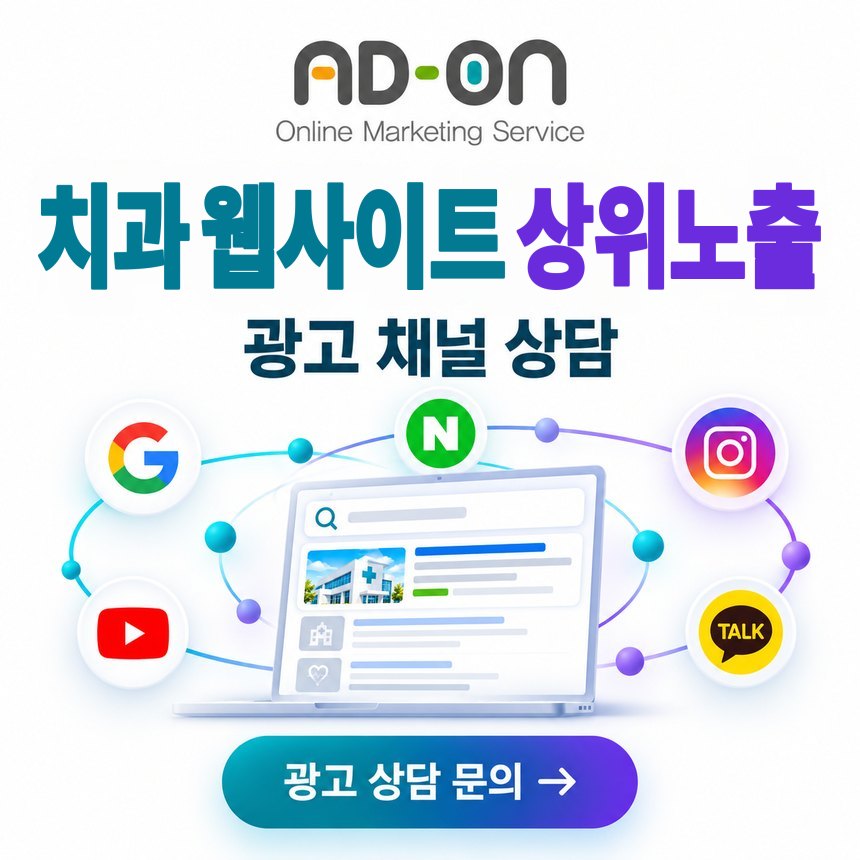 AD-ON
Online Marketing Service
치과 웹사이트 상위노출
광고 채널 상담
G
N
TALK
광고 상담 문의 →